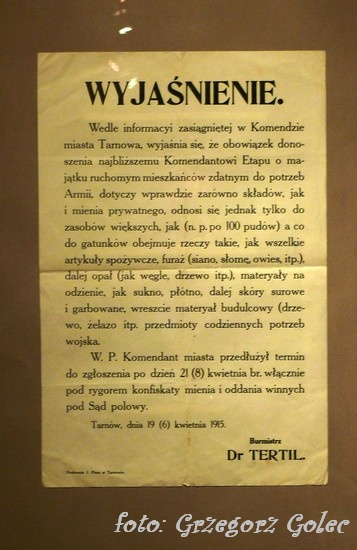 WYJAŚNIENIE.
Wedle informacyi zasiągniętej w Komendzie
miasta Tarnowa, wyjaśnia się, że obowiązek dono-
szenia najbliższemu Komendantowi Etapu o ma-
jątku ruchomym mieszkańców zdatnym do potrzeb
Armii, dotyczy wprawdzie zarówno składów, jak
i mienia prywatnego, odnosi się jednak tylko do
zasobów większych, jak (n. p. po 100 pudów) a co
do gatunków obejmuje rzeczy takie, jak wszelkie
artykuły spożywcze, furaż (siano, słomę, owies, itp.),
dalej opał (jak węgle, drzewo itp.), materyały na
odzienie, jak sukno, płótno, dalej skóry surowe
i garbowane, wreszcie materyał budulcowy (drze-
wo, żelazo itp. przedmioty codziennych potrzeb
wojska.
W. P. Komendant miasta przedłużył termin
do zgłoszenia po dzień 21 (8) kwietnia br. włącznie
pod rygorem konfiskaty mienia i oddania winnych
pod Sąd polowy.
Tarnów, dnia 19 (6) kwietnia 1915.
Burmistrz
Dr TERTIL.
Drukarnia J. Pisza w Tarnowie.
foto: Grzegorz Golec